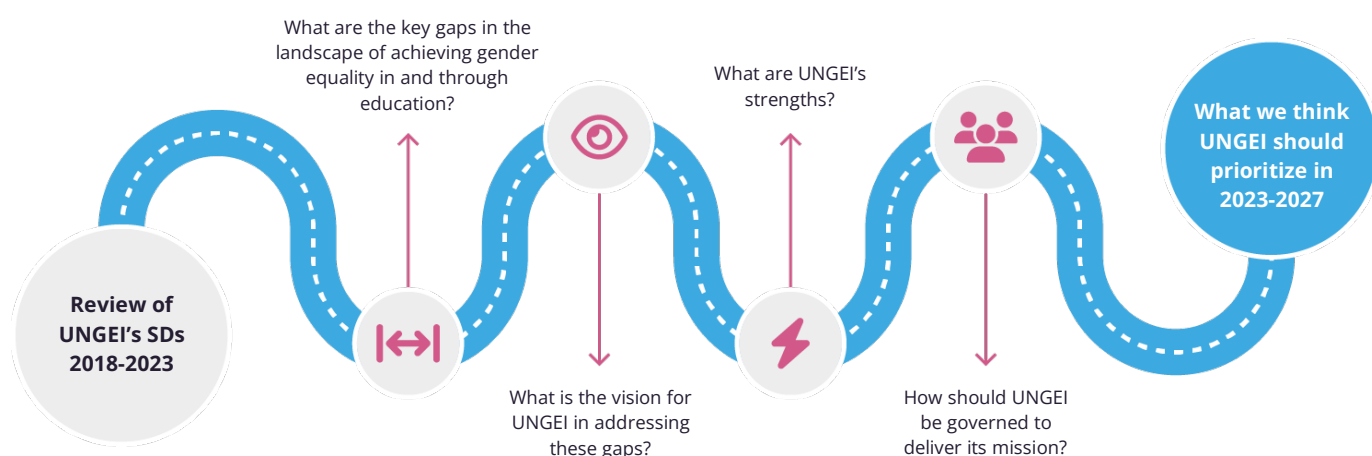 Review of
UNGEI’s SDs
2018-2023
What are the key gaps in the
landscape of achieving gender
equality in and through
education?
What is the vision for
UNGEI in addressing
these gaps?
What are UNGEI’s
strengths?
How should UNGEI
be governed to
deliver its mission?
What we think
UNGEI should
prioritize in
2023-2027